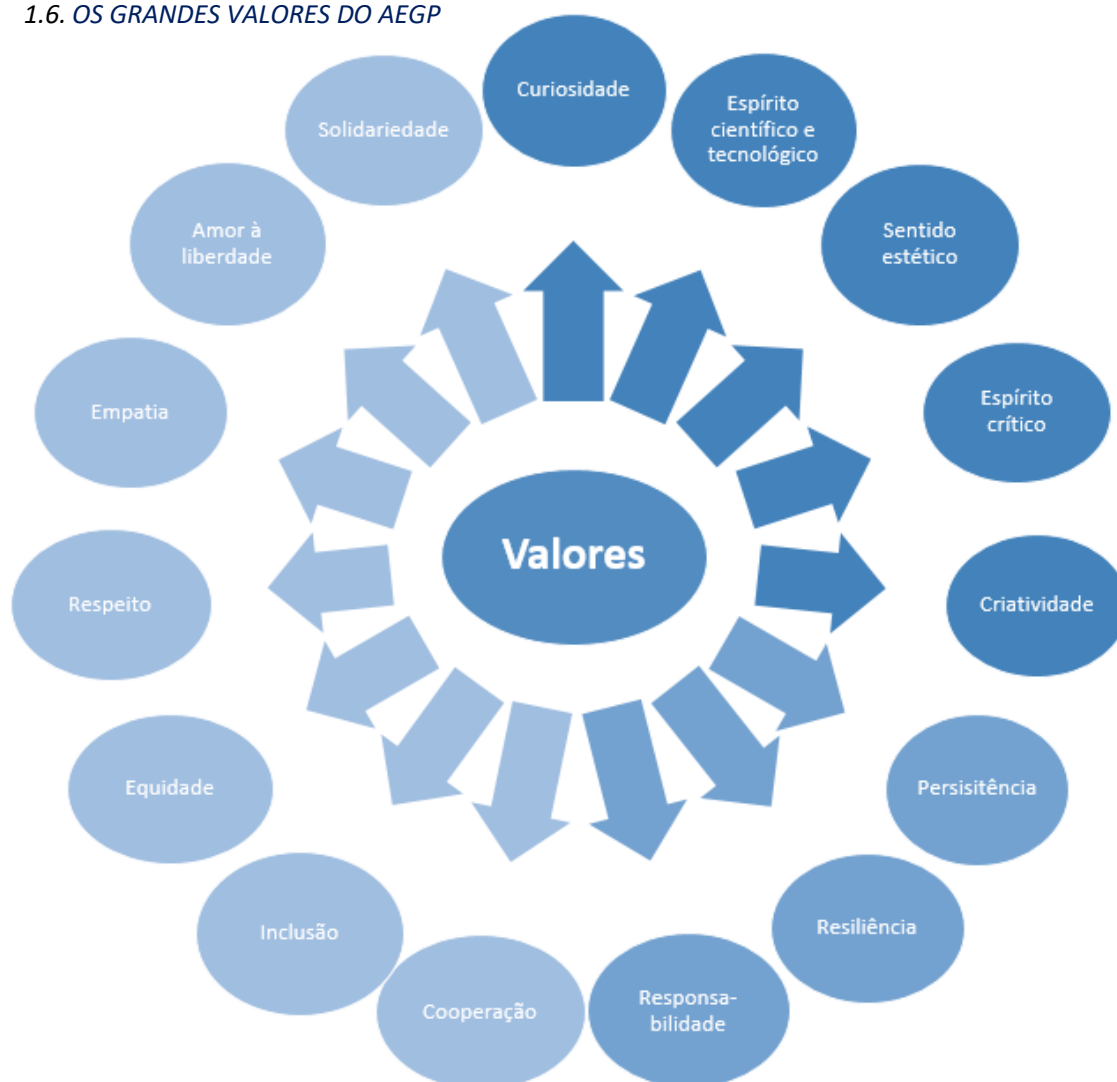 1.6. OS GRANDES VALORES DO AEGP
Curiosidade
Espírito
científico e
tecnológico
Sentido
estético
Espírito
crítico
Criatividade
Persisitência
Resiliência
Responsa-
bilidade
Cooperação
Inclusão
Equidade
Respeito
Empatia
Amor à
liberdade
Solidariedade
Valores